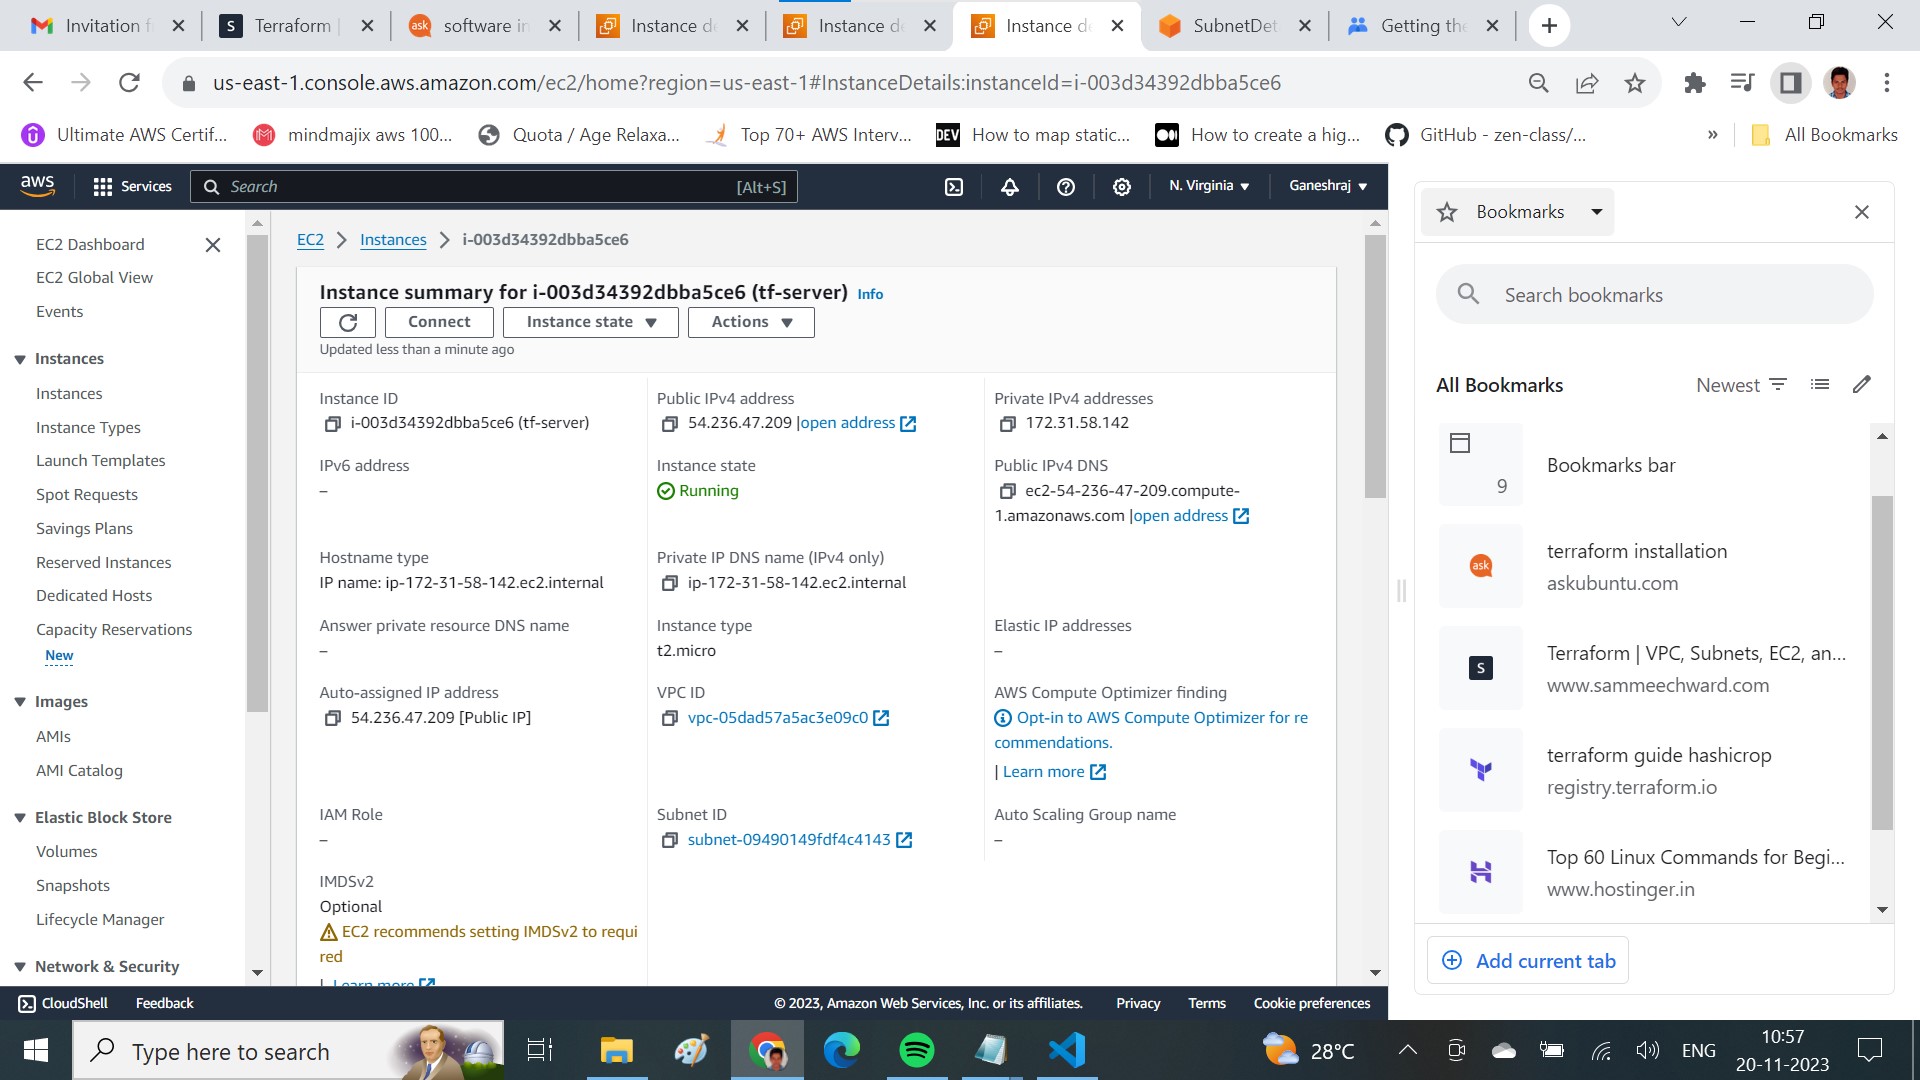 Invitation f
Terraform |
software in
Instance de
Instance de
Instance de
SubnetDet
Getting the
us-east-1.console.aws.amazon.com/ec2/home?region=us-east-1#InstanceDetails:instanceId=i-003d34392dbba5ce6
Ultimate AWS Certif...
mindmajix aws 100...
Quota / Age Relaxa...
Top 70+ AWS Interv...
DEV How to map static...
How to create a hig...
GitHub - zen-class/...
»
All Bookmarks
aws
Services
Search [Alt+S]
N. Virginia
Ganeshraj
EC2 Dashboard
EC2 Global View
Events
Instances
Instances
Instance Types
Launch Templates
Spot Requests
Savings Plans
Reserved Instances
Dedicated Hosts
Capacity Reservations
New
Images
AMIs
AMI Catalog
Elastic Block Store
Volumes
Snapshots
Lifecycle Manager
Network & Security
EC2 > Instances > i-003d34392dbba5ce6
Instance summary for i-003d34392dbba5ce6 (tf-server) Info
Connect
Instance state
Actions
Updated less than a minute ago
Instance ID
i-003d34392dbba5ce6 (tf-server)
Public IPv4 address
54.236.47.209 |open address
Private IPv4 addresses
172.31.58.142
IPv6 address
–
Instance state
Running
Public IPv4 DNS
ec2-54-236-47-209.compute-
1.amazonaws.com |open address
Hostname type
IP name: ip-172-31-58-142.ec2.internal
Private IP DNS name (IPv4 only)
ip-172-31-58-142.ec2.internal
Answer private resource DNS name
–
Instance type
t2.micro
Elastic IP addresses
–
Auto-assigned IP address
54.236.47.209 [Public IP]
VPC ID
vpc-05dad57a5ac3e09c0
AWS Compute Optimizer finding
Opt-in to AWS Compute Optimizer for re
commendations.
| Learn more
IAM Role
–
Subnet ID
subnet-09490149fdf4c4143
Auto Scaling Group name
–
IMDSv2
Optional
EC2 recommends setting IMDSv2 to requi
red
| Learn more
Bookmarks
Search bookmarks
All Bookmarks
Newest
9
Bookmarks bar
ask
terraform installation
askubuntu.com
S
Terraform | VPC, Subnets, EC2, an...
www.sammeechward.com
terraform guide hashicrop
registry.terraform.io
Top 60 Linux Commands for Begi...
www.hostinger.in
Add current tab
CloudShell
Feedback
© 2023, Amazon Web Services, Inc. or its affiliates.
Privacy
Terms
Cookie preferences
Type here to search
28°C
ENG
10:57
20-11-2023